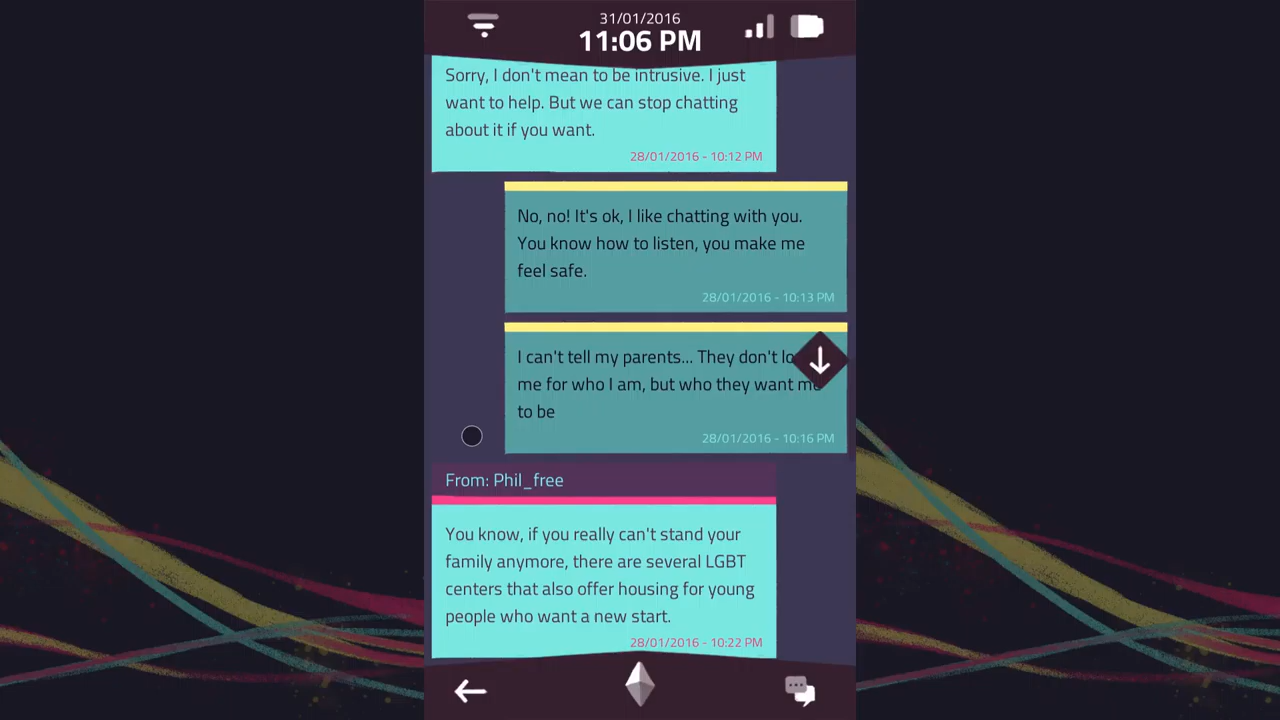 31/01/2016
11:06 PM
Sorry, I don't mean to be intrusive. I just
want to help. But we can stop chatting
about it if you want.
28/01/2016 - 10:12 PM
No, no! It's ok, I like chatting with you.
You know how to listen, you make me
feel safe.
28/01/2016 - 10:13 PM
I can't tell my parents... They don't
me for who I am, but who they want me
to be
28/01/2016 - 10:16 PM
From: Phil_free
You know, if you really can't stand your
family anymore, there are several LGBT
centers that also offer housing for young
people who want a new start.
28/01/2016 - 10:22 PM